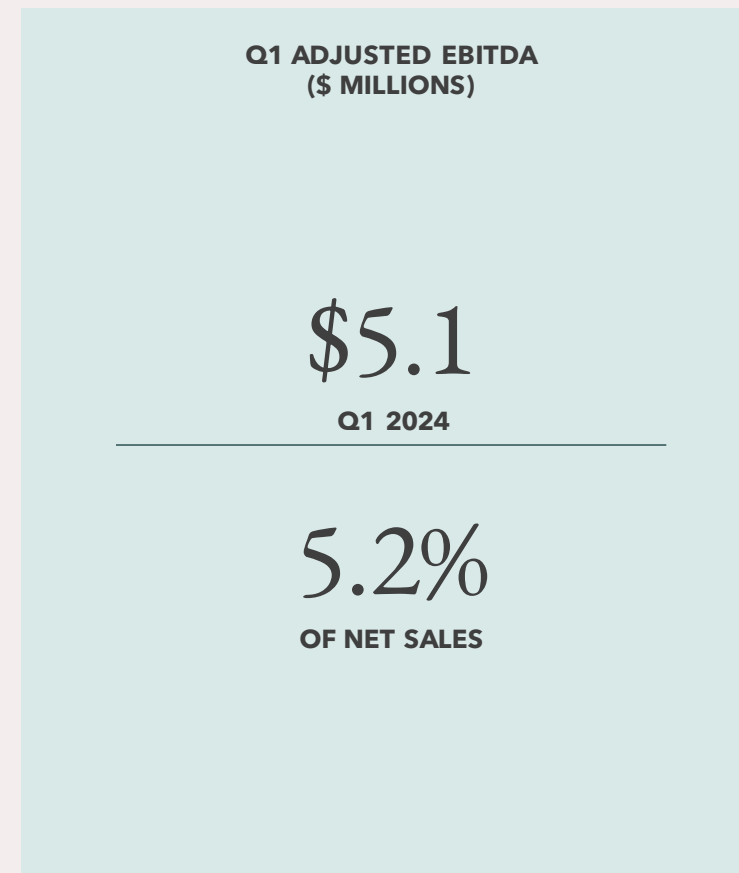 Q1 ADJUSTED EBITDA
($ MILLIONS)
$5.1
Q1 2024
5.2%
OF NET SALES